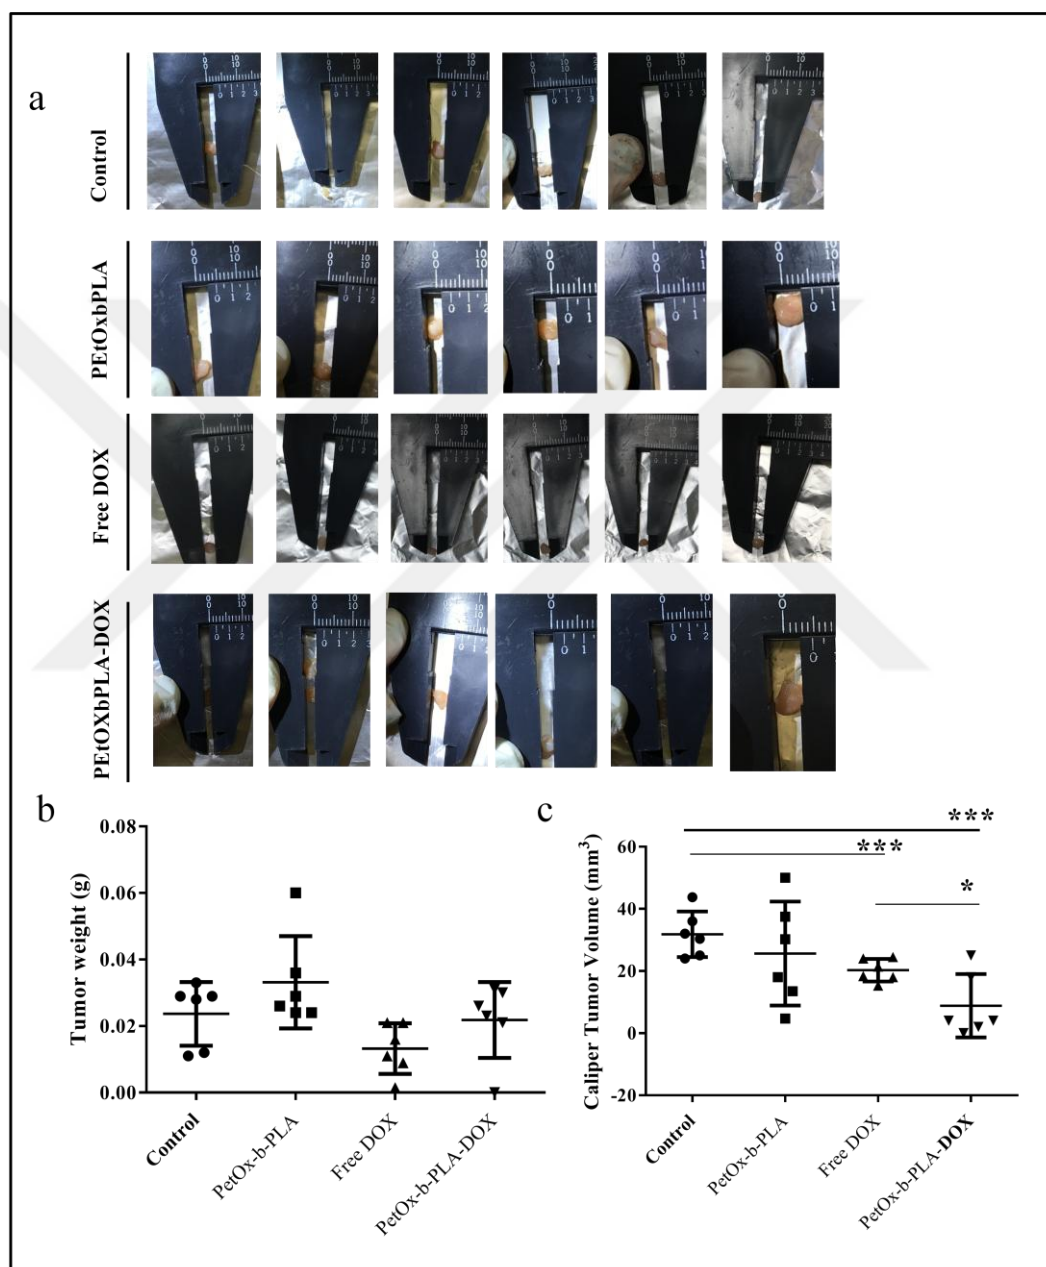 a
Control
PEtOxbPLA
Free DOX
PEtOXbPLA-DOX
b
Tumor weight (g)
0.08
0.06
0.04
0.02
0.00
Control
PetOx-b-PLA
Free DOX
PetOx-b-PLA-DOX
c
Caliper Tumor Volume (mm³)
60
40
20
0
-20
***
***
*
Control
PetOx-b-PLA
Free DOX
PetOx-b-PLA-DOX